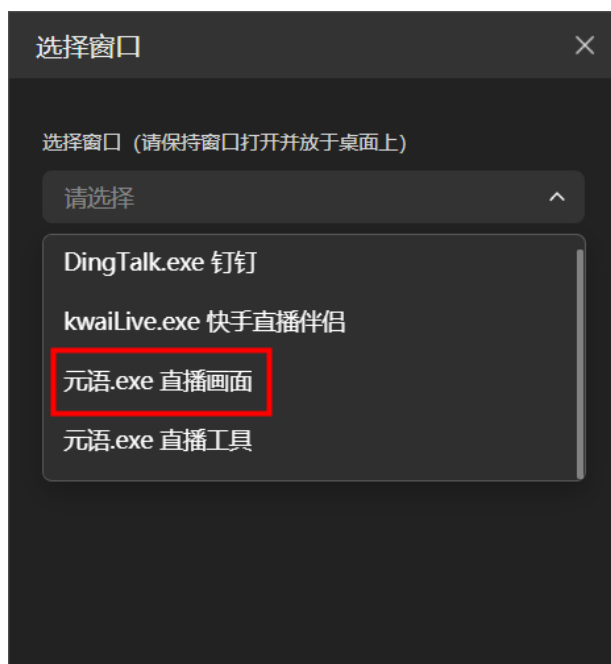 选择窗口
选择窗口（请保持窗口打开并放于桌面上）
请选择
DingTalk.exe 钉钉
kwaiLive.exe 快手直播伴侣
元语.exe 直播画面
元语.exe 直播工具